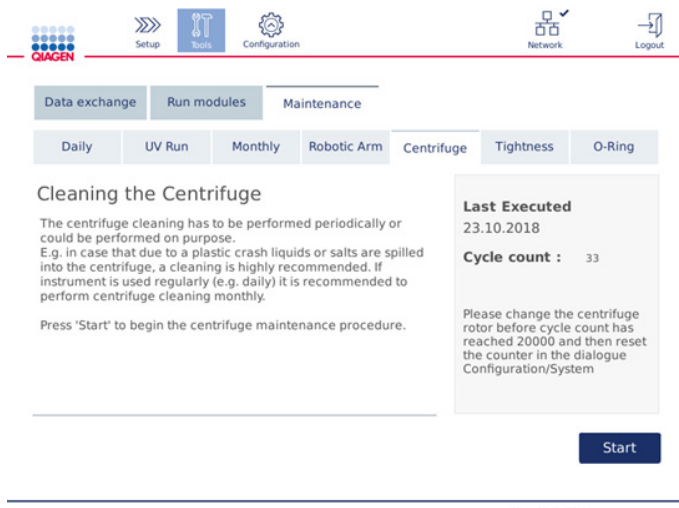 QIAGEN
Setup
Tools
Configuration
Network
Logout
Data exchange
Run modules
Maintenance
Daily
UV Run
Monthly
Robotic Arm
Centrifuge
Tightness
O-Ring
Cleaning the Centrifuge
The centrifuge cleaning has to be performed periodically or
could be performed on purpose.
E.g. in case that due to a plastic crash liquids or salts are spilled
into the centrifuge, a cleaning is highly recommended. If
instrument is used regularly (e.g. daily) it is recommended to
perform centrifuge cleaning monthly.
Press 'Start' to begin the centrifuge maintenance procedure.
Last Executed
23.10.2018
Cycle count : 33
Please change the centrifuge
rotor before cycle count has
reached 20000 and then reset
the counter in the dialogue
Configuration/System
Start